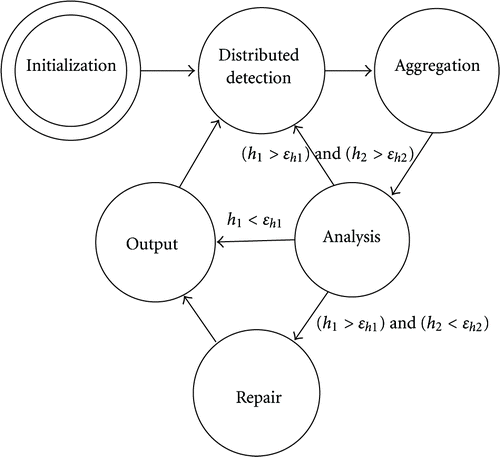 Initialization
Distributed
detection
Aggregation
(h₁ > εₕ₁) and (h₂ > εₕ₂)
h₁ < εₕ₁
Output
Analysis
(h₁ > εₕ₁) and (h₂ < εₕ₂)
Repair